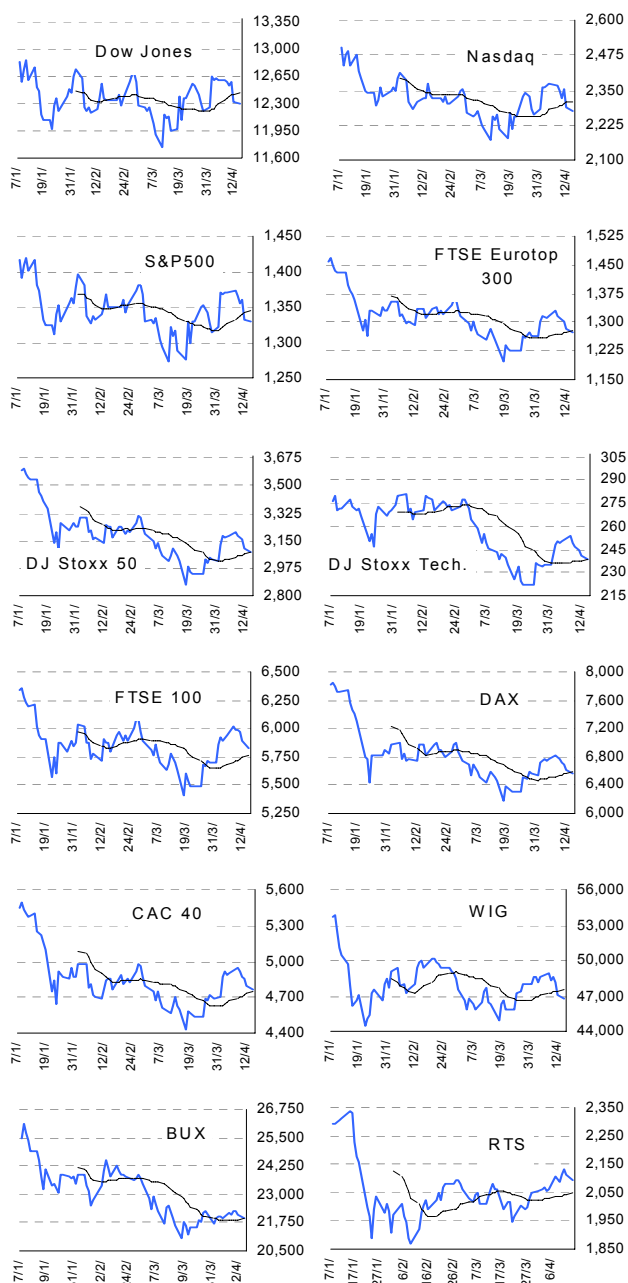 Dow Jones
13,350
13,000
12,650
12,300
11,950
11,600
7/1/ 19/1/ 31/1/ 12/2/ 24/2/ 7/3/ 19/3/ 31/3/ 12/4/
Nasdaq
2,600
2,475
2,350
2,225
2,100
7/1/ 19/1/ 31/1/ 12/2/ 24/2/ 7/3/ 19/3/ 31/3/ 12/4/
S&P500
1,450
1,400
1,350
1,300
1,250
7/1/ 19/1/ 31/1/ 12/2/ 24/2/ 7/3/ 19/3/ 31/3/ 12/4/
FTSE Eurotop
300
1,525
1,450
1,375
1,300
1,225
1,150
7/1/ 19/1/ 31/1/ 12/2/ 24/2/ 7/3/ 19/3/ 31/3/ 12/4/
DJ Stoxx 50
3,675
3,500
3,325
3,150
2,975
2,800
7/1/ 19/1/ 31/1/ 12/2/ 24/2/ 7/3/ 19/3/ 31/3/ 12/4/
DJ Stoxx Tech.
305
290
275
260
245
230
215
7/1/ 19/1/ 31/1/ 12/2/ 24/2/ 7/3/ 19/3/ 31/3/ 12/4/
FTSE 100
6,500
6,250
6,000
5,750
5,500
5,250
7/1/ 19/1/ 31/1/ 12/2/ 24/2/ 7/3/ 19/3/ 31/3/ 12/4/
DAX
8,000
7,600
7,200
6,800
6,400
6,000
7/1/ 19/1/ 31/1/ 12/2/ 24/2/ 7/3/ 19/3/ 31/3/ 12/4/
CAC 40
5,600
5,300
5,000
4,700
4,400
7/1/ 19/1/ 31/1/ 12/2/ 24/2/ 7/3/ 19/3/ 31/3/ 12/4/
WIG
56,000
53,000
50,000
47,000
44,000
7/1/ 19/1/ 31/1/ 12/2/ 24/2/ 7/3/ 19/3/ 31/3/ 12/4/
BUX
26,750
25,500
24,250
23,000
21,750
20,500
7/1/ 9/1/ 1/1/ 2/2/ 4/2/ 7/3/ 9/3/ 1/3/ 2/4/
RTS
2,350
2,250
2,150
2,050
1,950
1,850
7/1/ 17/1/ 27/1/ 6/2/ 16/2/ 26/2/ 7/3/ 17/3/ 27/3/ 6/4/